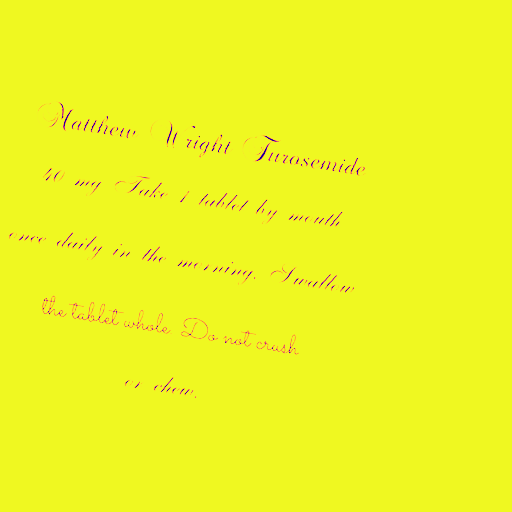 Matthew Wright Furosemide
40 mg Take 1 tablet by mouth
once daily in the morning. Swallow
the tablet whole. Do not crush
or chew.